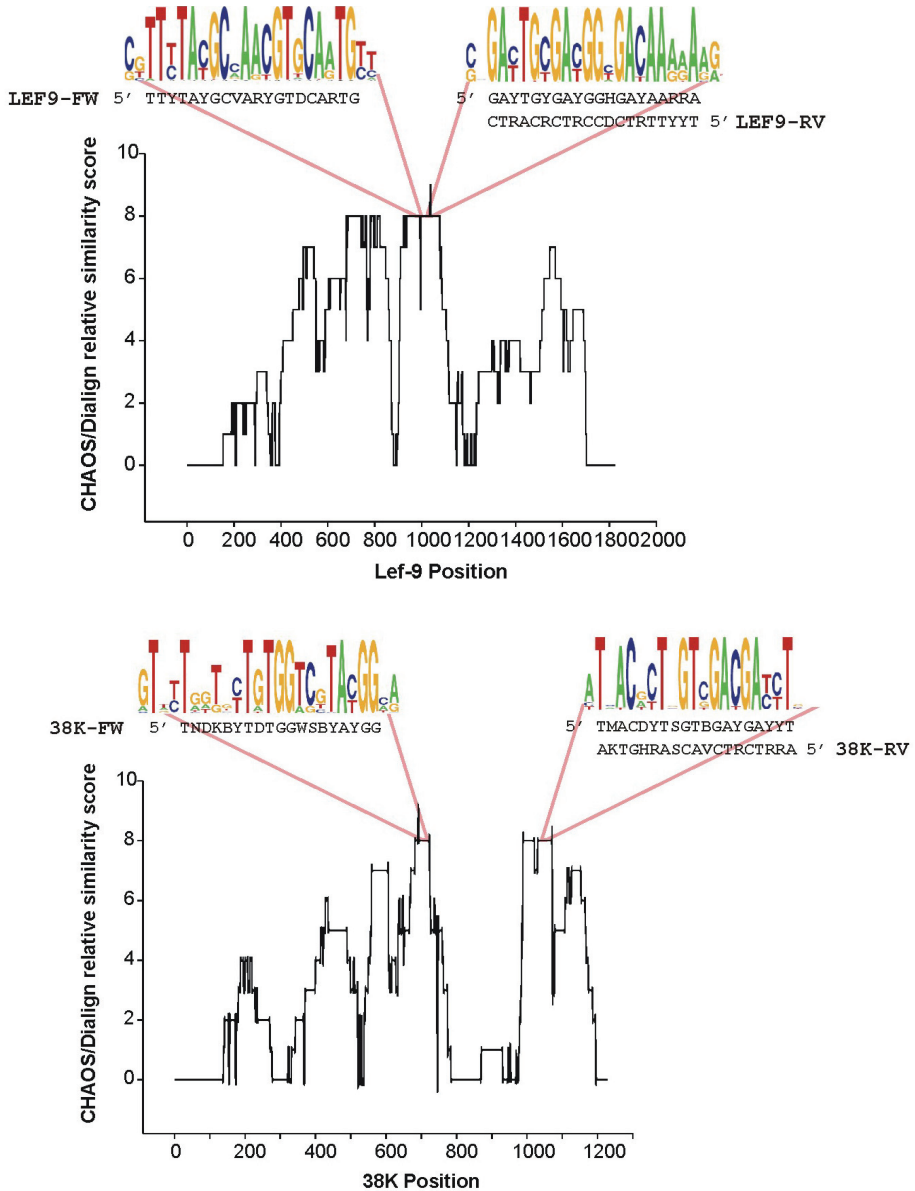 LEF9-FW 5′ TTYTAYGCVARYGTDCARTG
5′ GAYTGYGAYGGHGAYAARRA
CTRACRCTRCCDCTRTTYYT 5′ LEF9-RV
CHAOS/Dialign relative similarity score
10
8
6
4
2
0
0 200 400 600 800 1000 1200 1400 1600 1800 2000
Lef-9 Position
38K-FW 5′ TNDKBYTDTGGWSBYAYGG
5′ TMACDYTSGTBGAYGAYYT
AKTGHRASCAVCTRCTRRA 5′ 38K-RV
CHAOS/Dialign relative similarity score
10
8
6
4
2
0
0 200 400 600 800 1000 1200
38K Position